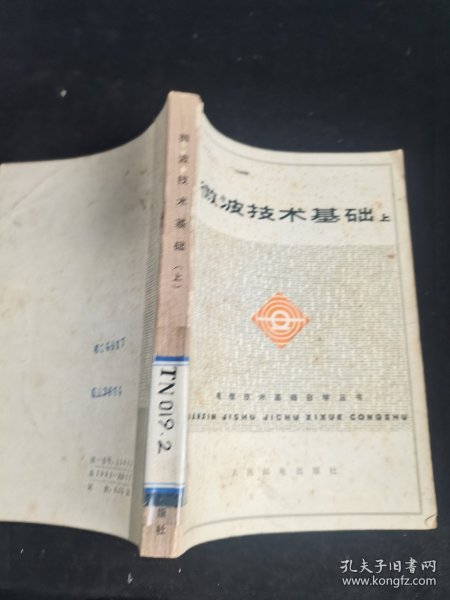 微波技术基础 上
电信技术基础自学丛书
DIANXIN JISHU JICHU ZIXUE CONGSHU
人民邮电出版社
微波技术基础（上）
TN019.2
版社
孔夫子旧书网
www.kongfz.com